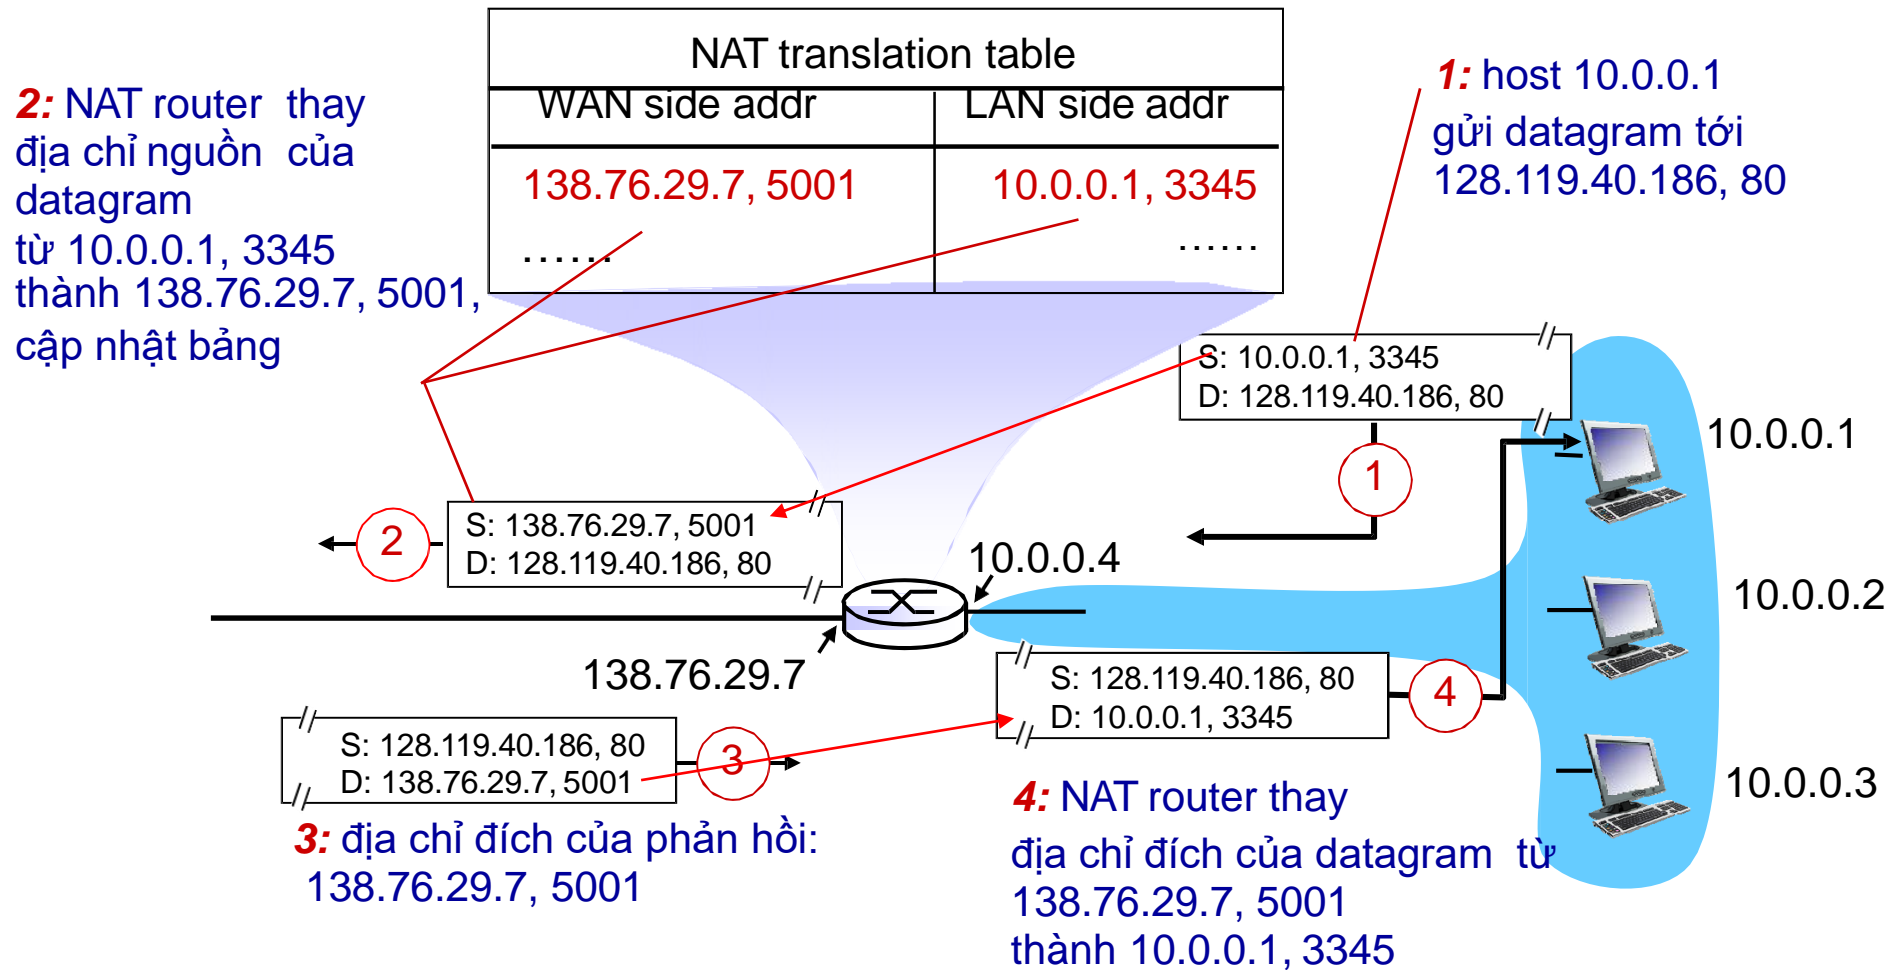 NAT translation table
WAN side addr
LAN side addr
138.76.29.7, 5001
10.0.0.1, 3345
......
......
2: NAT router thay
địa chỉ nguồn của
datagram
từ 10.0.0.1, 3345
thành 138.76.29.7, 5001,
cập nhật bảng
1: host 10.0.0.1
gửi datagram tới
128.119.40.186, 80
S: 10.0.0.1, 3345
D: 128.119.40.186, 80
1
10.0.0.1
S: 138.76.29.7, 5001
D: 128.119.40.186, 80
2
10.0.0.4
10.0.0.2
138.76.29.7
S: 128.119.40.186, 80
D: 10.0.0.1, 3345
4
S: 128.119.40.186, 80
D: 138.76.29.7, 5001
3
10.0.0.3
3: địa chỉ đích của phản hồi:
138.76.29.7, 5001
4: NAT router thay
địa chỉ đích của datagram từ
138.76.29.7, 5001
thành 10.0.0.1, 3345